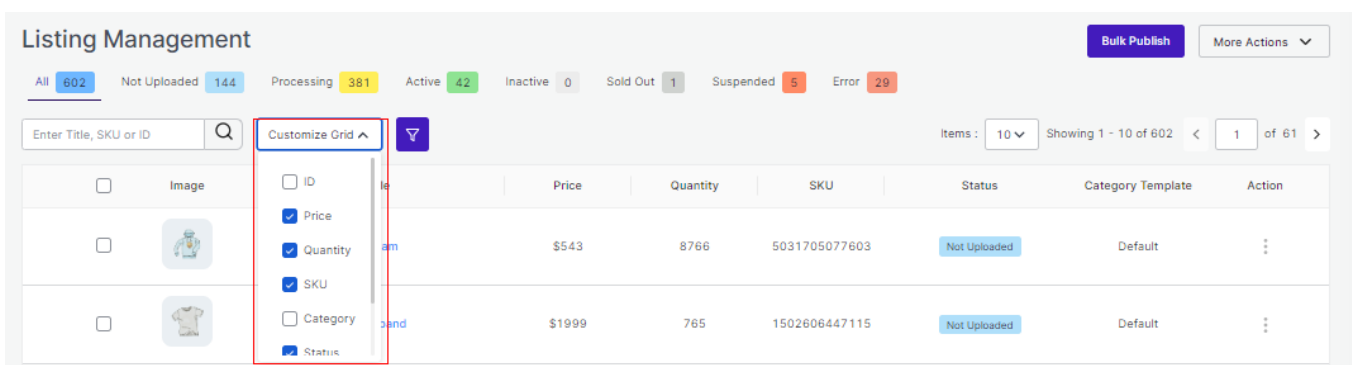 Listing Management
Bulk Publish
More Actions
All 602 Not Uploaded 144 Processing 381 Active 42 Inactive 0 Sold Out 1 Suspended 5 Error 29
Enter Title, SKU or ID Customize Grid Items : 10 Showing 1 - 10 of 602 1 of 61
Image Price Quantity SKU Status Category Template Action
ID
Price
Quantity
SKU
Category
Status
$543 8766 5031705077603 Not Uploaded Default
$1999 765 1502606447115 Not Uploaded Default